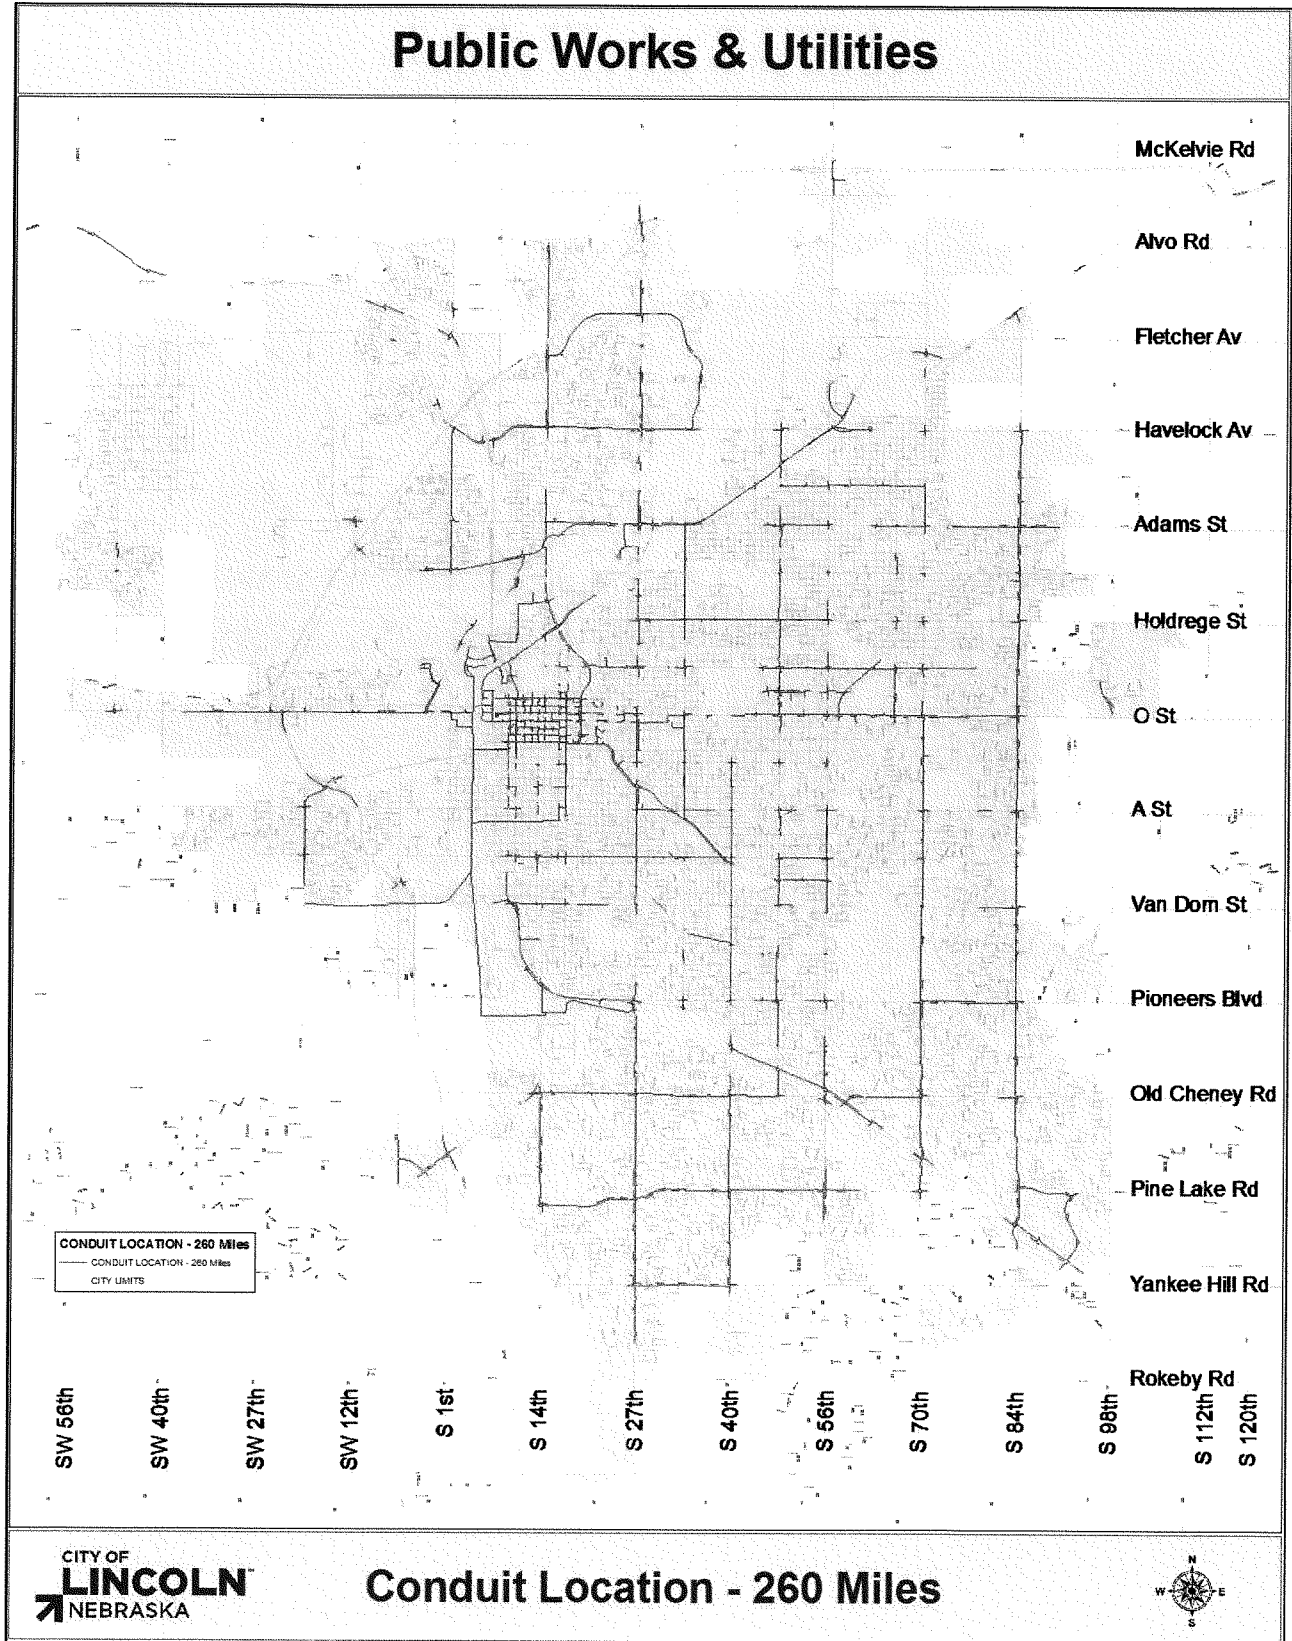 Public Works & Utilities
McKelvie Rd
Alvo Rd
Fletcher Av
Havelock Av
Adams St
Holdrege St
O St
A St
Van Dorn St
Pioneers Blvd
Old Cheney Rd
Pine Lake Rd
CONDUIT LOCATION - 260 Miles
CONDUIT LOCATION - 260 Miles
CITY LIMITS
Yankee Hill Rd
Rokeby Rd
SW 56th
SW 40th
SW 27th
SW 12th
S 1st
S 14th
S 27th
S 40th
S 56th
S 70th
S 84th
S 98th
S 112th
S 120th
CITY OF
LINCOLN
NEBRASKA
Conduit Location - 260 Miles
N
W E
S